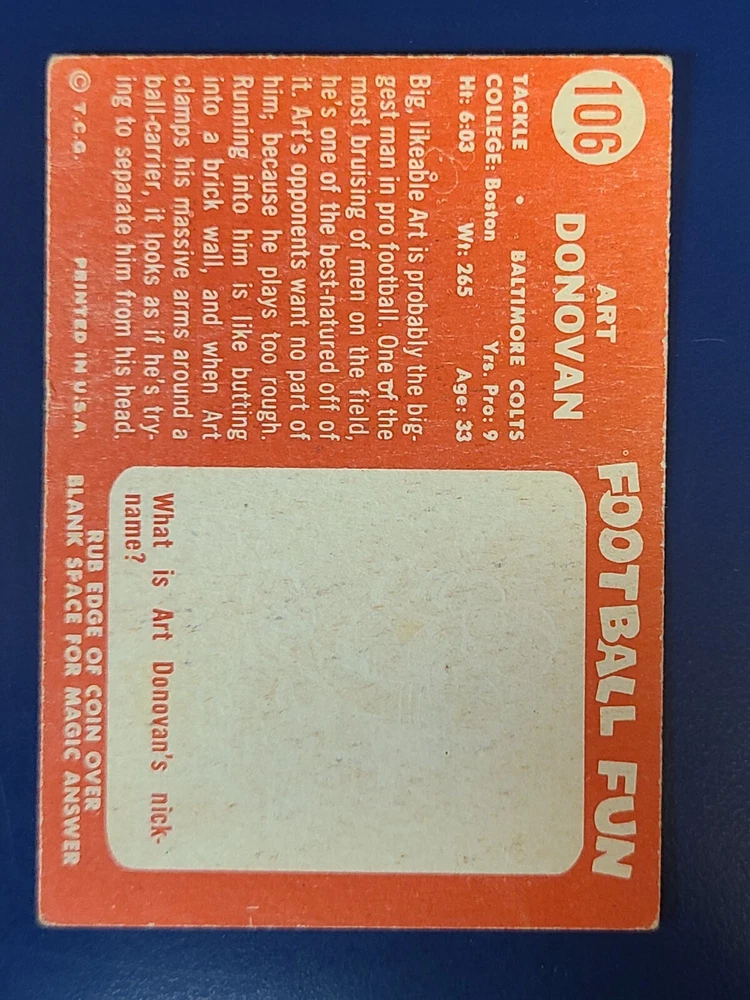 106
ART
DONOVAN
TACKLE • BALTIMORE COLTS
COLLEGE: Boston Yrs. Pro: 9
Ht: 6:03 Wt: 265 Age: 33
Big, likeable Art is probably the big-
gest man in pro football. One of the
most bruising of men on the field,
he's one of the best-natured off of
it. Art's opponents want no part of
him; because he plays too rough.
Running into him is like butting
into a brick wall, and when Art
clamps his massive arms around a
ball-carrier, it looks as if he's try-
ing to separate him from his head.
© T.C.G. PRINTED IN U.S.A.
FOOTBALL FUN
What is Art Donovan's nick-
name?
RUB EDGE OF COIN OVER
BLANK SPACE FOR MAGIC ANSWER